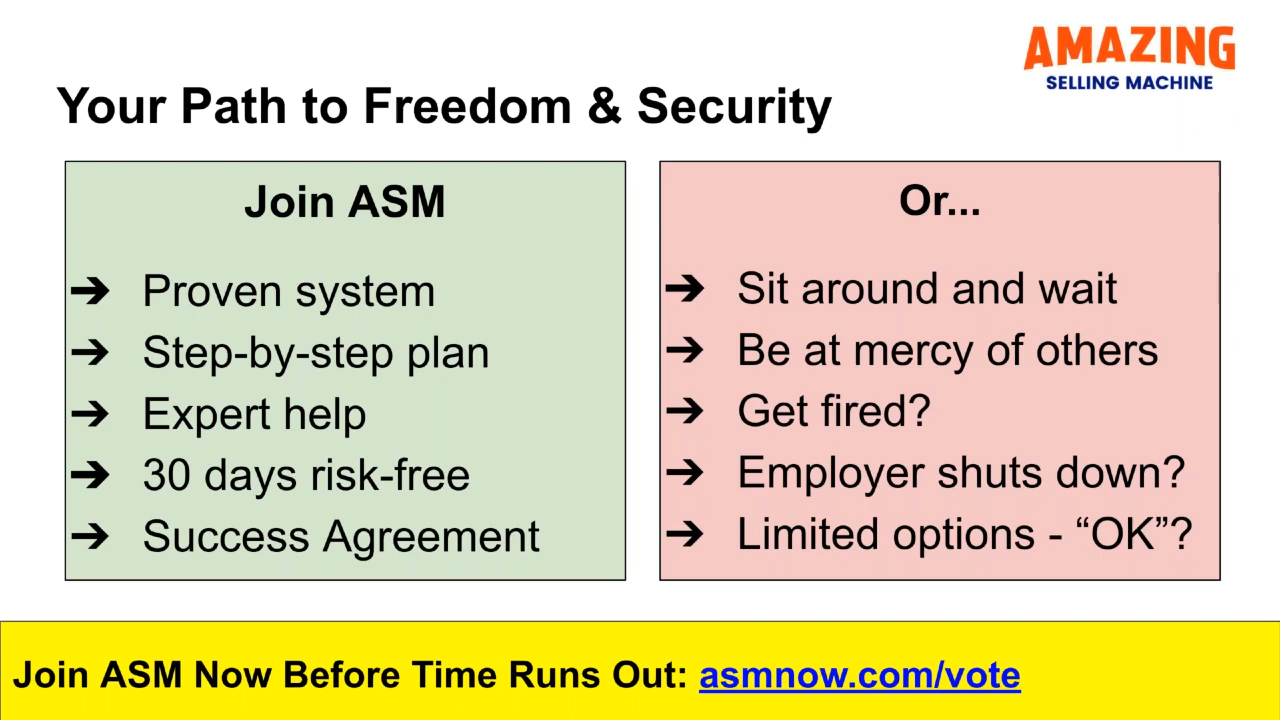 AMAZING
SELLING MACHINE
Your Path to Freedom & Security
Join ASM
➔ Proven system
➔ Step-by-step plan
➔ Expert help
➔ 30 days risk-free
➔ Success Agreement
Or...
➔ Sit around and wait
➔ Be at mercy of others
➔ Get fired?
➔ Employer shuts down?
➔ Limited options - “OK”?
Join ASM Now Before Time Runs Out: asmnow.com/vote